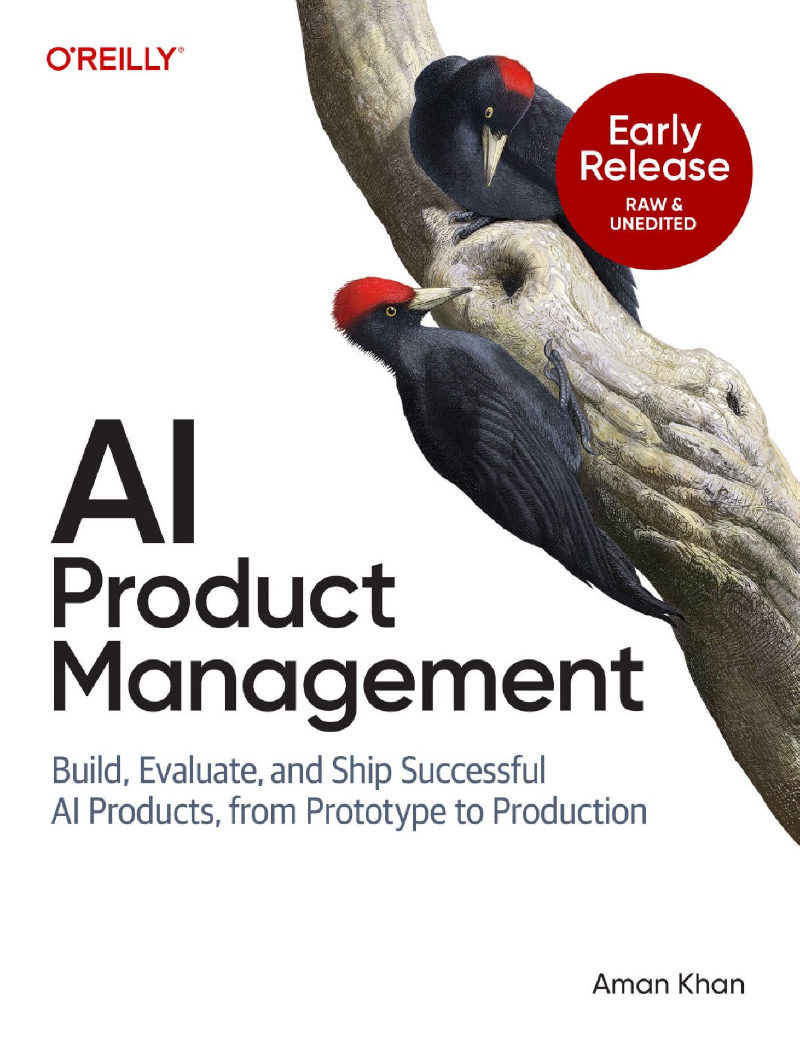 O'REILLY®
Early
Release
RAW &
UNEDITED
AI
Product
Management
Build, Evaluate, and Ship Successful
AI Products, from Prototype to Production
Aman Khan